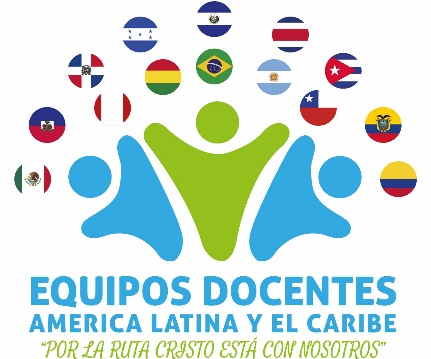 EQUIPOS DOCENTES
AMERICA LATINA Y EL CARIBE
"POR LA RUTA CRISTO ESTÁ CON NOSOTROS"